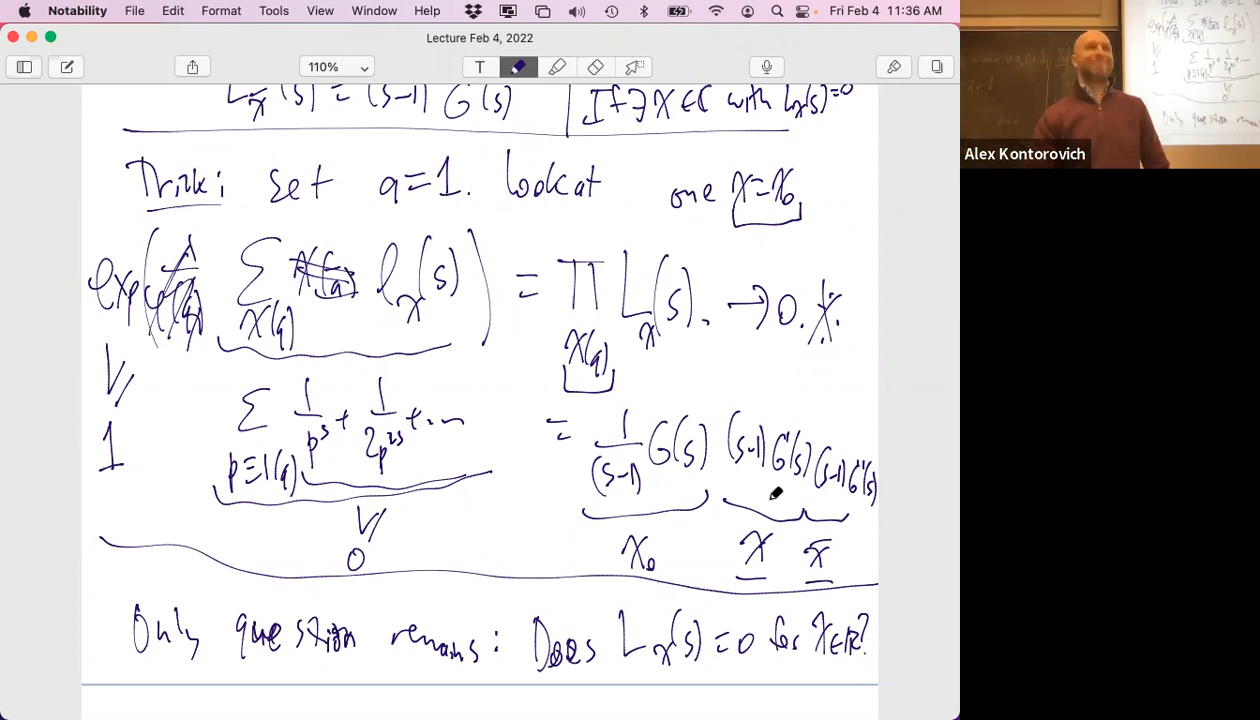 Notability File Edit Format Tools View Window Help Fri Feb 4 11:36 AM
Lecture Feb 4, 2022
110%
T
L_χ̄(s) = (s-1) G(s) | If ∃ χ ∈ ℂ with L_χ(s)=0
Trick: set a=1. look at one χ=χ₀
exp( Σ_χ(q) ℓ_χ(s) ) = Π_χ(q) L_χ(s). → 0.
V/
1
Σ_p≡1(q) 1/p^s + 1/2p^2s + ...
= 1/(s-1) G(s) (s-1) G(s) (s-1) G(s)
V/
0
χ₀ χ χ̄
Only question remains: Does L_χ(s)=0 for χ∈ℝ?
Alex Kontorovich